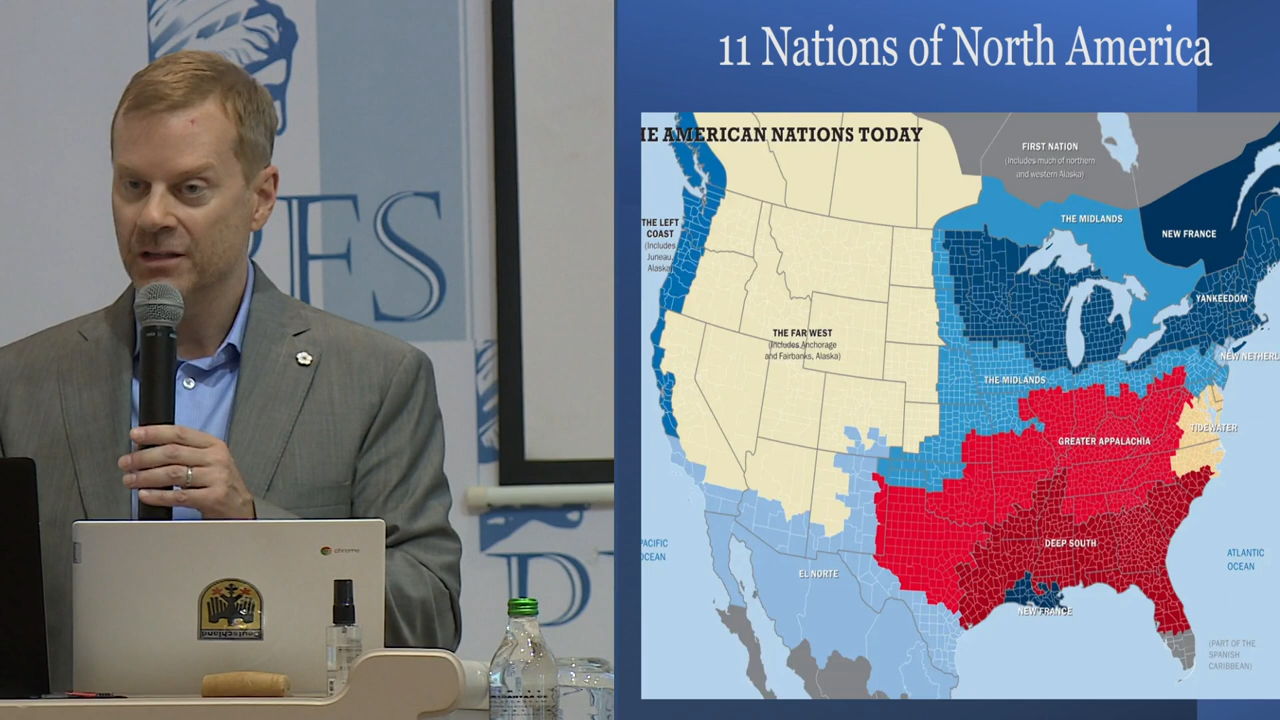 11 Nations of North America
HE AMERICAN NATIONS TODAY
FIRST NATION
(Includes much of northern
and western Alaska)
THE LEFT
COAST
(Includes
Juneau,
Alaska)
THE MIDLANDS
NEW FRANCE
YANKEEDOM
THE FAR WEST
(Includes Anchorage
and Fairbanks, Alaska)
NEW NETHERL
THE MIDLANDS
TIDEWATER
GREATER APPALACHIA
DEEP SOUTH
PACIFIC
OCEAN
ATLANTIC
OCEAN
EL NORTE
NEW FRANCE
(PART OF THE
SPANISH
CARIBBEAN)
FS
D
chrome
Deutschland